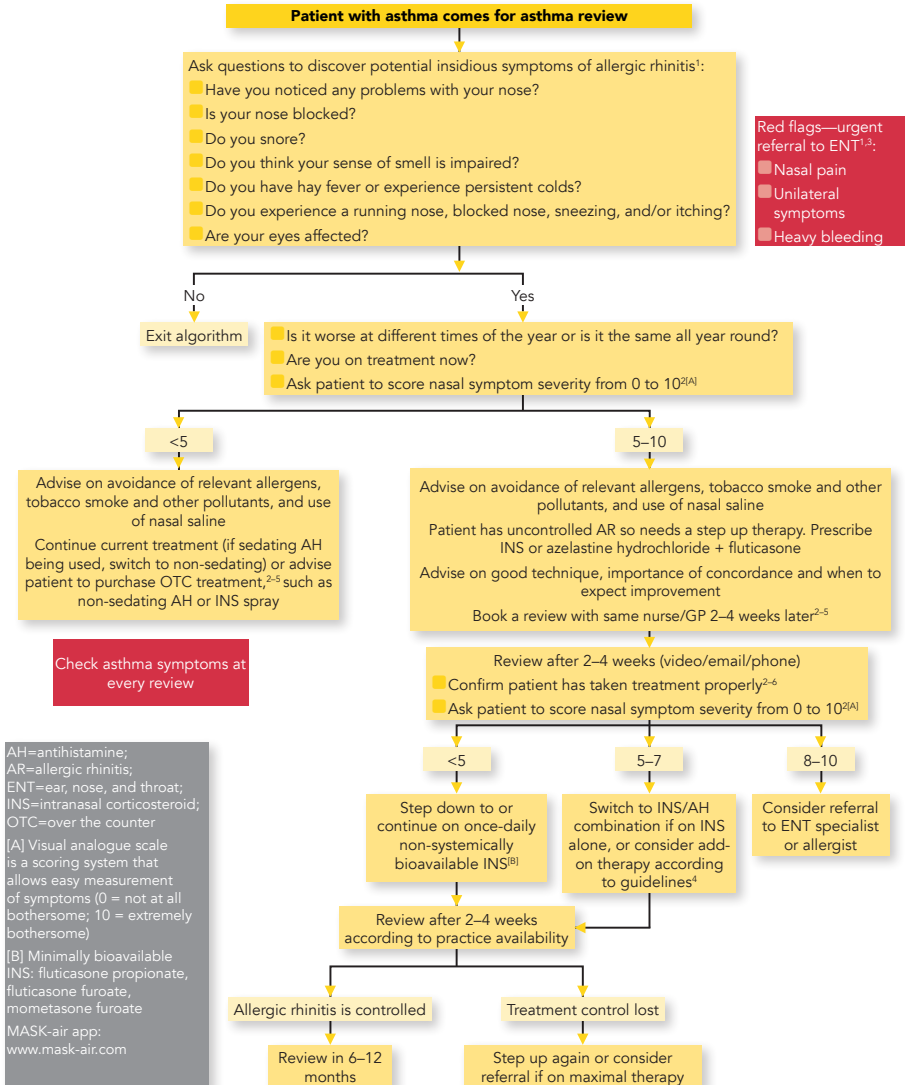 Patient with asthma comes for asthma review
Ask questions to discover potential insidious symptoms of allergic rhinitis¹:
Have you noticed any problems with your nose?
Is your nose blocked?
Do you snore?
Do you think your sense of smell is impaired?
Do you have hay fever or experience persistent colds?
Do you experience a running nose, blocked nose, sneezing, and/or itching?
Are your eyes affected?
Red flags—urgent
referral to ENT¹,³:
Nasal pain
Unilateral
symptoms
Heavy bleeding
No
Yes
Exit algorithm
Is it worse at different times of the year or is it the same all year round?
Are you on treatment now?
Ask patient to score nasal symptom severity from 0 to 10²[A]
<5
5–10
Advise on avoidance of relevant allergens,
tobacco smoke and other pollutants, and use
of nasal saline
Continue current treatment (if sedating AH
being used, switch to non-sedating) or advise
patient to purchase OTC treatment,²⁻⁵ such as
non-sedating AH or INS spray
Advise on avoidance of relevant allergens, tobacco smoke and other
pollutants, and use of nasal saline
Patient has uncontrolled AR so needs a step up therapy. Prescribe
INS or azelastine hydrochloride + fluticasone
Advise on good technique, importance of concordance and when to
expect improvement
Book a review with same nurse/GP 2–4 weeks later²⁻⁵
Check asthma symptoms at
every review
Review after 2–4 weeks (video/email/phone)
Confirm patient has taken treatment properly²⁻⁶
Ask patient to score nasal symptom severity from 0 to 10²[A]
<5
5–7
8–10
Step down to or
continue on once-daily
non-systemically
bioavailable INS[B]
Switch to INS/AH
combination if on INS
alone, or consider add-
on therapy according
to guidelines⁴
Consider referral
to ENT specialist
or allergist
AH=antihistamine;
AR=allergic rhinitis;
ENT=ear, nose, and throat;
INS=intranasal corticosteroid;
OTC=over the counter
[A] Visual analogue scale
is a scoring system that
allows easy measurement
of symptoms (0 = not at all
bothersome; 10 = extremely
bothersome)
[B] Minimally bioavailable
INS: fluticasone propionate,
fluticasone furoate,
mometasone furoate
MASK-air app:
www.mask-air.com
Review after 2–4 weeks
according to practice availability
Allergic rhinitis is controlled
Treatment control lost
Review in 6–12
months
Step up again or consider
referral if on maximal therapy